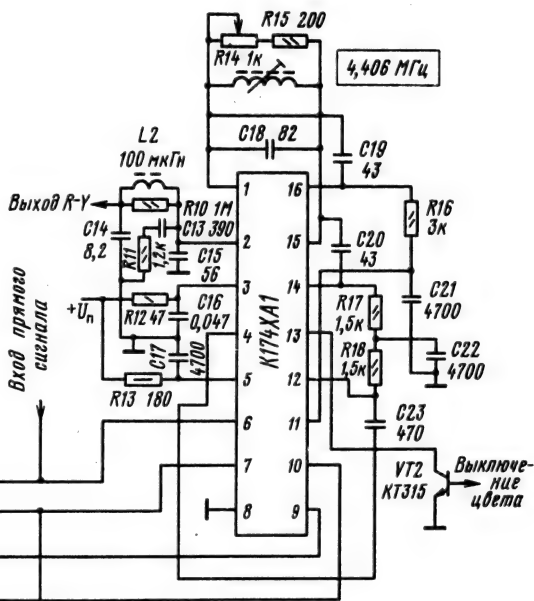 R15 200
R14 1к
4,406 МГц
C18 82
L2
100 мкГн
C19
43
Выход R-Y
1
16
R10 1М
C13 390
R16
3к
C14
8,2
R11
1,2к
2
15
C15
56
C20
43
3
14
+Uп
R12 47
C16
0,047
R17
1,5к
C21
4700
К174ХА1
4
13
C17
4700
R18
1,5к
C22
4700
Вход прямого
сигнала
5
12
R13 180
C23
470
6
11
7
10
VT2
КТ315
Выключе-
ние
цвета
8
9